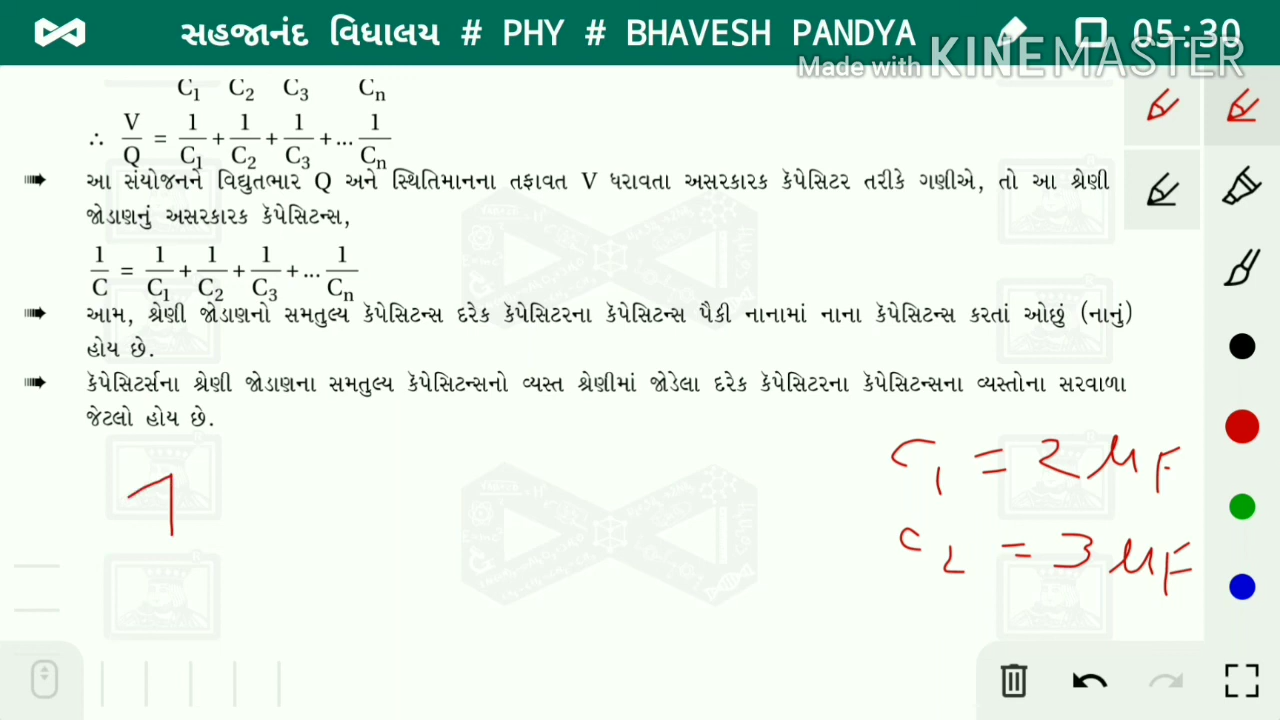 સહજાનંદ વિધાલય # PHY # BHAVESH PANDYA 05:30
Made with KINEMASTER
C₁ C₂ C₃ Cₙ
∴ V/Q = 1/C₁ + 1/C₂ + 1/C₃ + ... 1/Cₙ
➠ આ સંયોજનને વિદ્યુતભાર Q અને સ્થિતિમાનના તફાવત V ધરાવતા અસરકારક કૅપેસિટર તરીકે ગણીએ, તો આ શ્રેણી
જોડાણનું અસરકારક કૅપેસિટન્સ,
1/C = 1/C₁ + 1/C₂ + 1/C₃ + ... 1/Cₙ
➠ આમ, શ્રેણી જોડાણનો સમતુલ્ય કૅપેસિટન્સ દરેક કૅપેસિટરના કૅપેસિટન્સ પૈકી નાનામાં નાના કૅપેસિટન્સ કરતાં ઓછું (નાનું)
હોય છે.
➠ કૅપેસિટર્સના શ્રેણી જોડાણના સમતુલ્ય કૅપેસિટન્સનો વ્યસ્ત શ્રેણીમાં જોડેલા દરેક કૅપેસિટરના કૅપેસિટન્સના વ્યસ્તોના સરવાળા
જેટલો હોય છે.
C₁ = 2 μF
1
C₂ = 3 μF